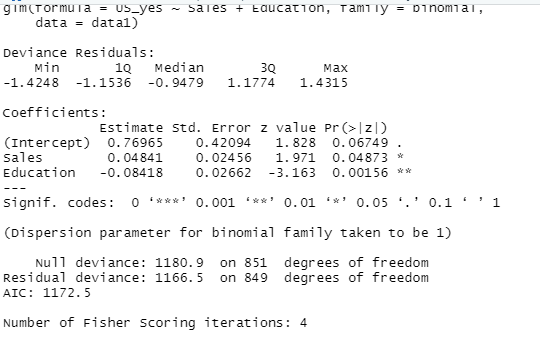 glm(formula = US_yes ~ Sales + Education, family = binomial,
data = data1)
Deviance Residuals:
Min 1Q Median 3Q Max
-1.4248 -1.1536 -0.9479 1.1774 1.4315
Coefficients:
Estimate Std. Error z value Pr(>|z|)
(Intercept) 0.76965 0.42094 1.828 0.06749 .
Sales 0.04841 0.02456 1.971 0.04873 *
Education -0.08418 0.02662 -3.163 0.00156 **
---
Signif. codes: 0 ‘***’ 0.001 ‘**’ 0.01 ‘*’ 0.05 ‘.’ 0.1 ‘ ’ 1
(Dispersion parameter for binomial family taken to be 1)
Null deviance: 1180.9 on 851 degrees of freedom
Residual deviance: 1166.5 on 849 degrees of freedom
AIC: 1172.5
Number of Fisher Scoring iterations: 4